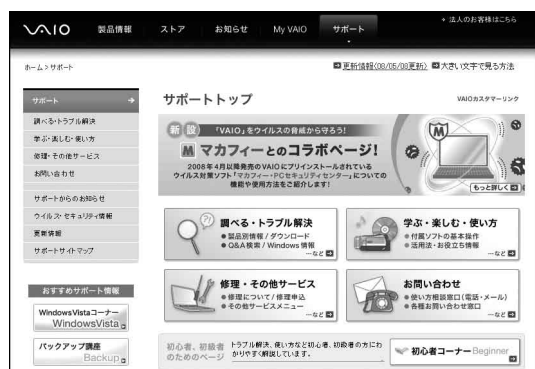 VAIO 製品情報 ストア お知らせ My VAIO サポート
法人のお客様はこちら
ホーム > サポート
更新情報(08/05/08更新) 大きい文字で見る方法
サポート
調べる・トラブル解決
学ぶ・楽しむ・使い方
修理・その他サービス
お問い合わせ
サポートからのお知らせ
ウイルス・セキュリティ情報
更新情報
サポートサイトマップ
おすすめサポート情報
Windows Vistaコーナー
WindowsVista
バックアップ講座
Backup
サポートトップ
VAIOカスタマーリンク
新設 「VAIO」をウイルスの脅威から守ろう!
マカフィーとのコラボページ!
2008年4月以降発売のVAIOにプリインストールされている
ウイルス対策ソフト「マカフィー・PCセキュリティセンター」についての
機能や使用方法をご紹介します!
もっと詳しく
調べる・トラブル解決
●製品別情報 / ダウンロード
●Q&A検索 / Windows 情報
…など
学ぶ・楽しむ・使い方
●付属ソフトの基本操作
●活用法・お役立ち情報
…など
修理・その他サービス
●修理について / 修理申込
●その他サービスメニュー
…など
お問い合わせ
●使い方相談窓口(電話・メール)
●各種お問い合わせ窓口
…など
初心者、初級者
のためのページ
トラブル解決、使い方など初心者、初級者の方にわ
かりやすく解説しています。
初心者コーナー Beginner